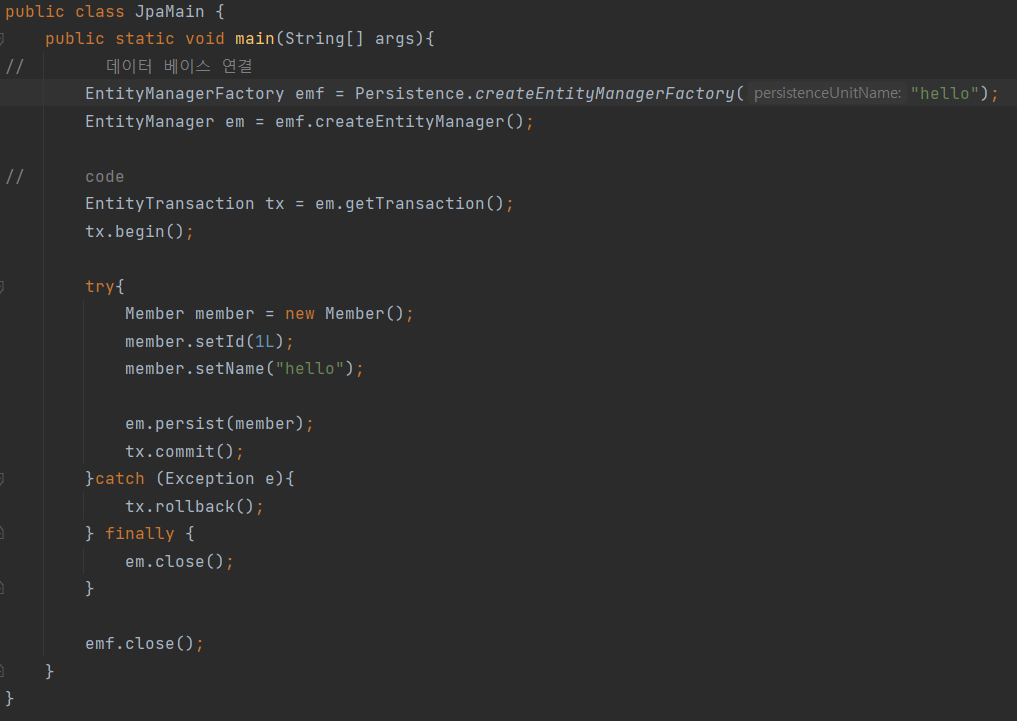 public class JpaMain {
    public static void main(String[] args){
//        데이터 베이스 연결
        EntityManagerFactory emf = Persistence.createEntityManagerFactory( persistenceUnitName: "hello");
        EntityManager em = emf.createEntityManager();
//      code
        EntityTransaction tx = em.getTransaction();
        tx.begin();
        try{
            Member member = new Member();
            member.setId(1L);
            member.setName("hello");
            em.persist(member);
            tx.commit();
        }catch (Exception e){
            tx.rollback();
        } finally {
            em.close();
        }
        emf.close();
    }
}